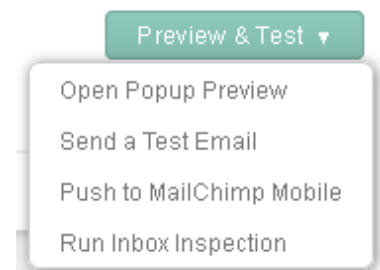 Preview & Test ▼
Open Popup Preview
Send a Test Email
Push to MailChimp Mobile
Run Inbox Inspection